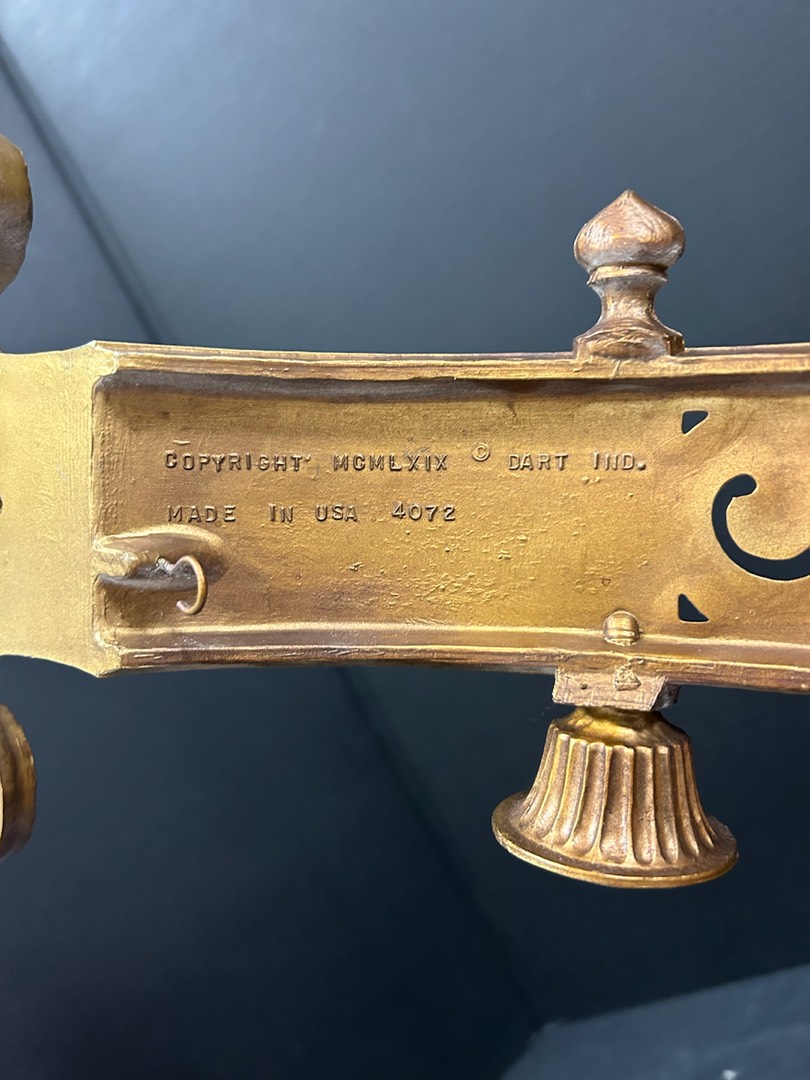 COPYRIGHT MCMLXIX © DART IND.
MADE IN USA 4072